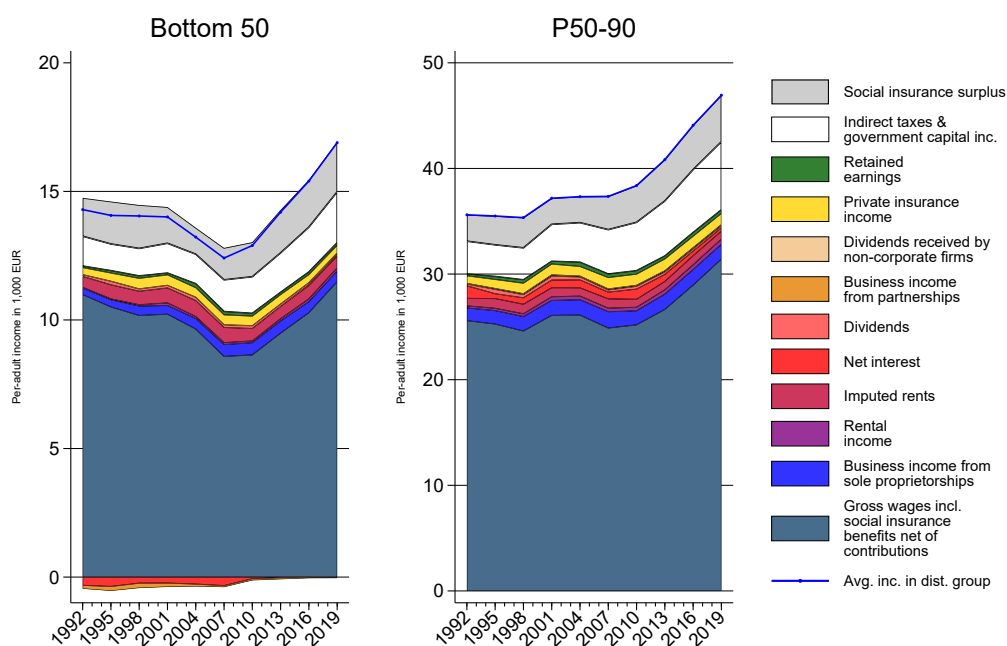 Bottom 50
P50-90
Per-adult income in 1,000 EUR
20
15
10
5
0
1992
1995
1998
2001
2004
2007
2010
2013
2016
2019
Per-adult income in 1,000 EUR
50
40
30
20
10
0
1992
1995
1998
2001
2004
2007
2010
2013
2016
2019
Social insurance surplus
Indirect taxes &
government capital inc.
Retained
earnings
Private insurance
income
Dividends received by
non-corporate firms
Business income
from partnerships
Dividends
Net interest
Imputed rents
Rental
income
Business income from
sole proprietorships
Gross wages incl.
social insurance
benefits net of
contributions
Avg. inc. in dist. group